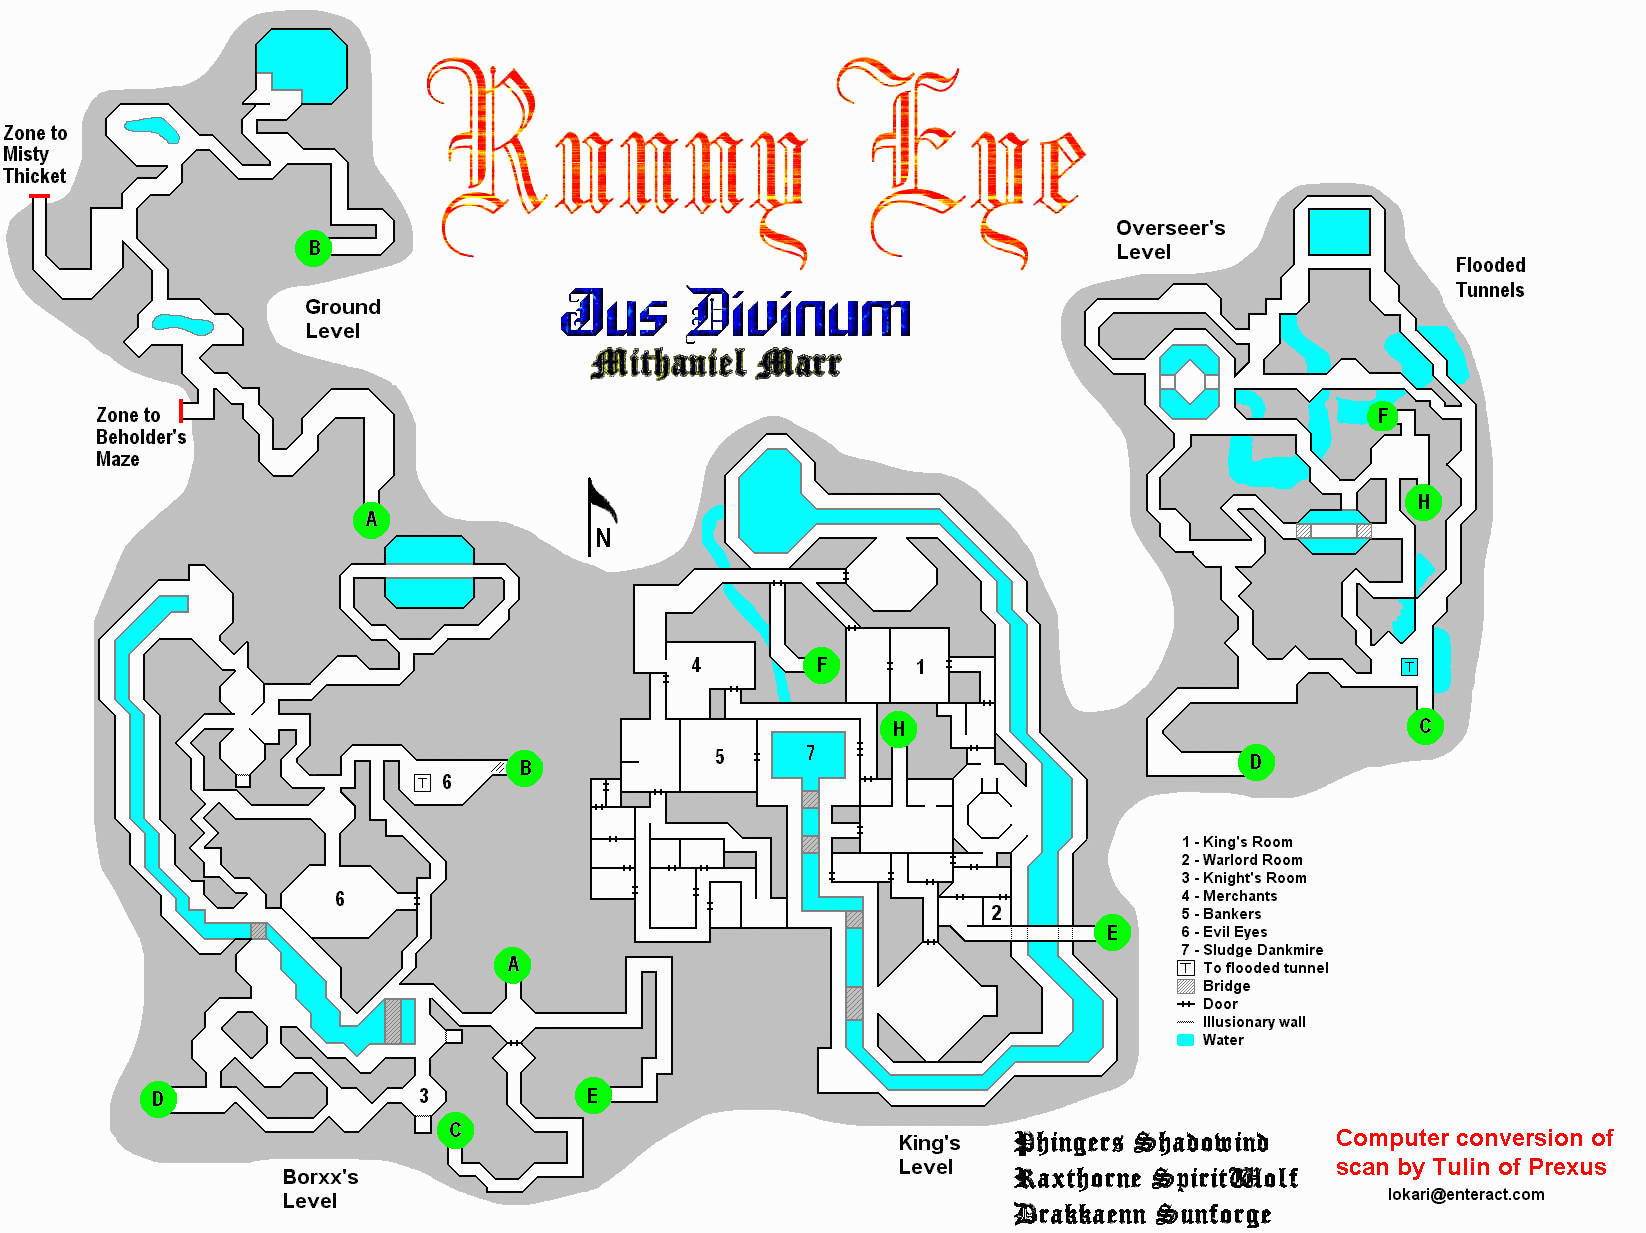 Runny Eye
Jus Divinum
Mithaniel Marr
Zone to
Misty
Thicket
B
Ground
Level
Zone to
Beholder's
Maze
A
N
Overseer's
Level
Flooded
Tunnels
F
H
T
C
D
6
T
6
B
6
A
D
3
C
E
Borxx's
Level
4
F
1
H
5
7
2
E
King's
Level
1 - King's Room
2 - Warlord Room
3 - Knight's Room
4 - Merchants
5 - Bankers
6 - Evil Eyes
7 - Sludge Dankmire
T To flooded tunnel
Bridge
Door
Illusionary wall
Water
Phingers Shadowind
Raxthorne SpiritWolf
Drakkaenn Sunforge
Computer conversion of
scan by Tulin of Prexus
lokari@enteract.com